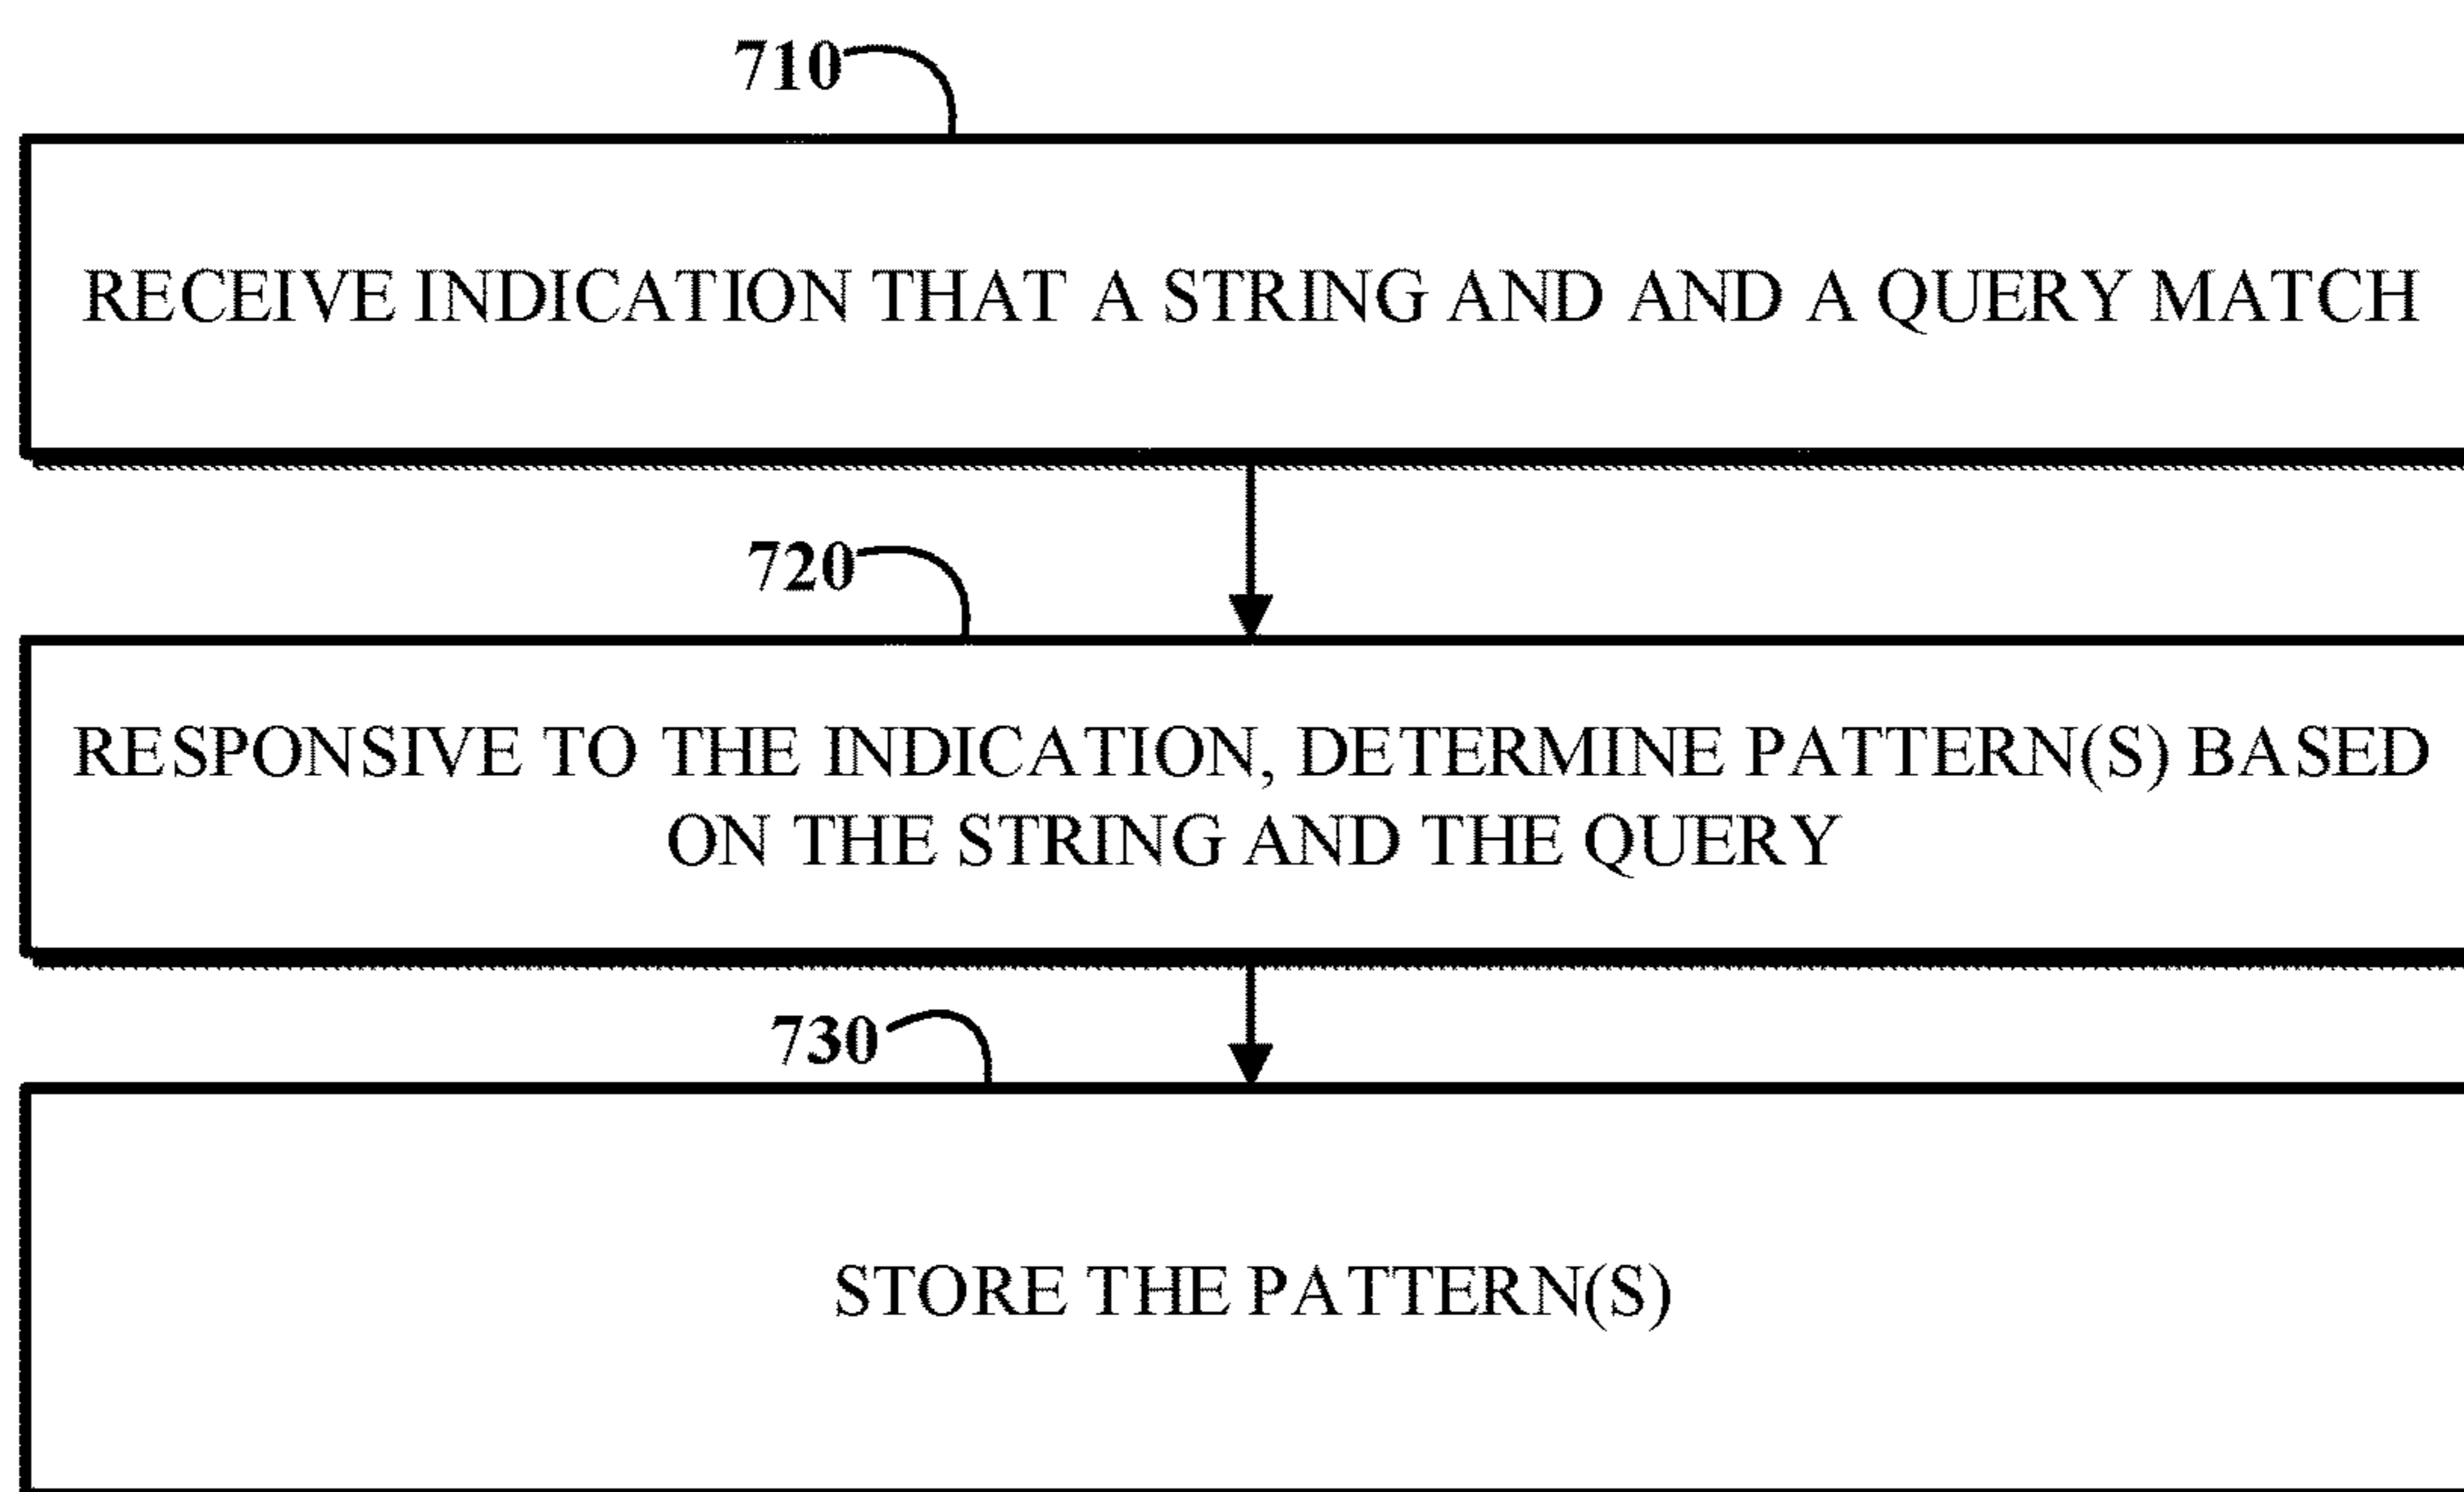 710
RECEIVE INDICATION THAT A STRING AND AND A QUERY MATCH
720
RESPONSIVE TO THE INDICATION, DETERMINE PATTERN(S) BASED
ON THE STRING AND THE QUERY
730
STORE THE PATTERN(S)